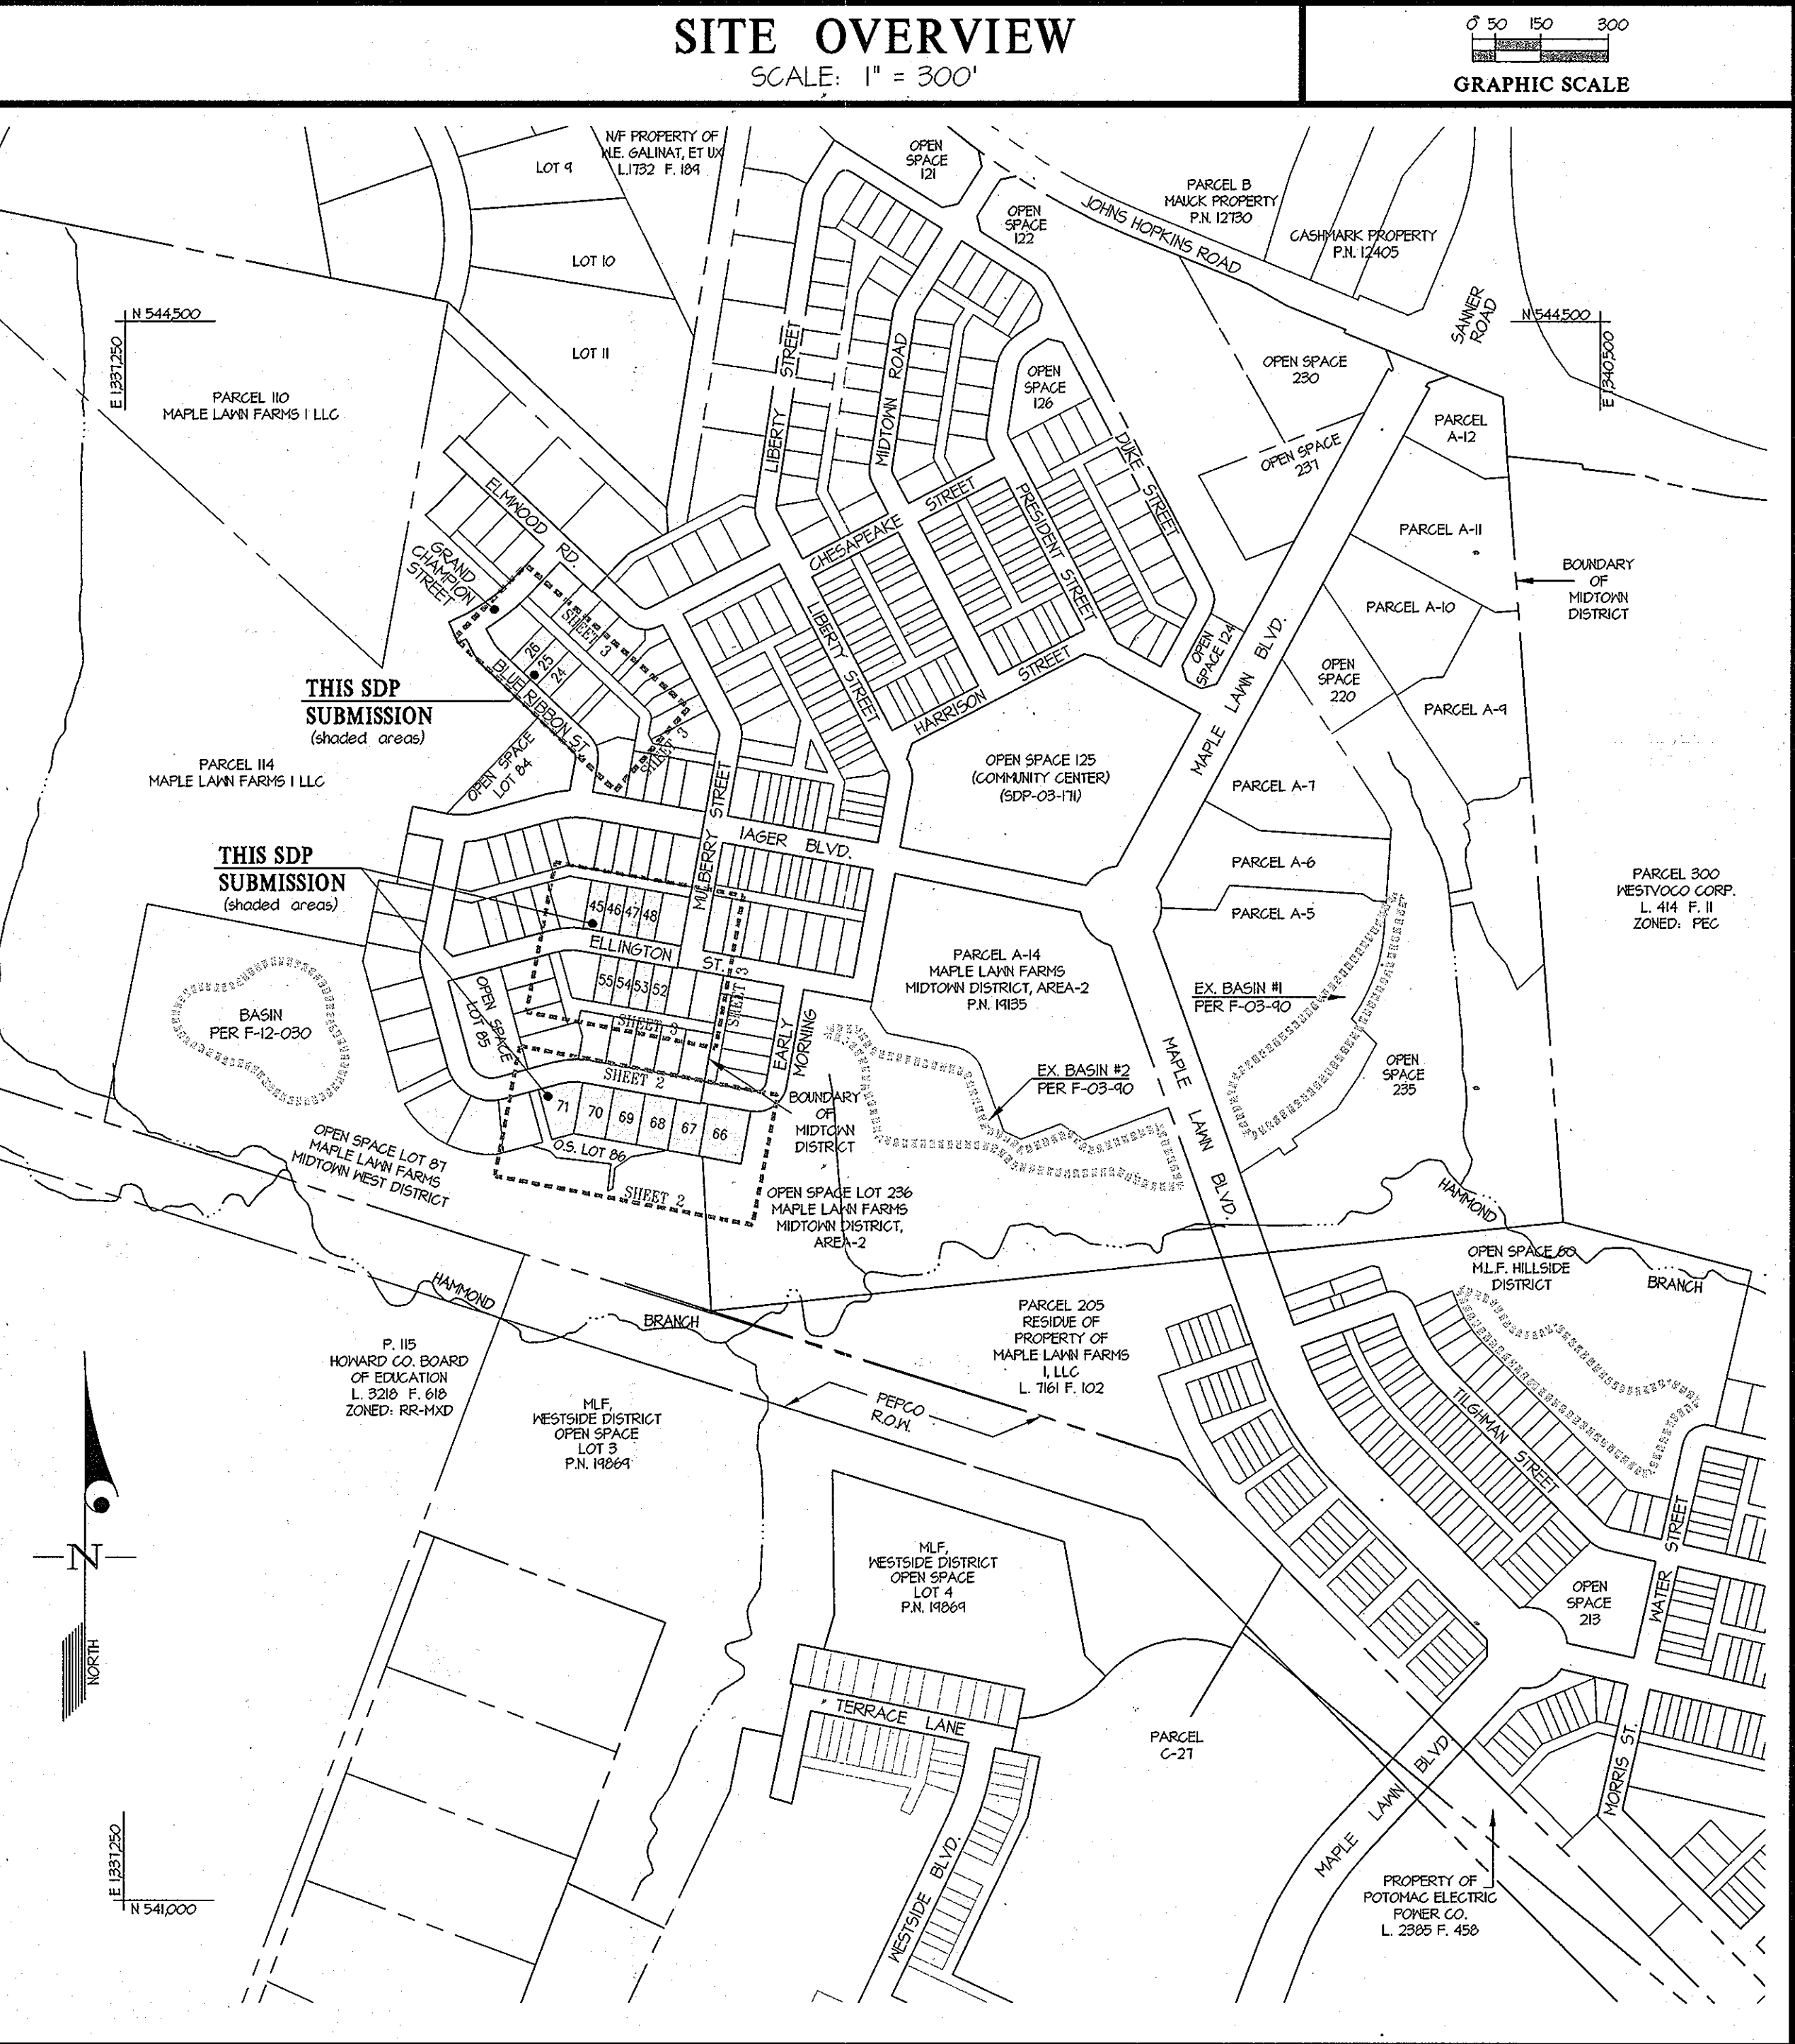 SITE OVERVIEW
SCALE: 1" = 300'
0' 50 150 300
GRAPHIC SCALE
N/F PROPERTY OF
W.E. GALINAT, ET UX
L.1732 F. 189
LOT 9
LOT 10
LOT 11
OPEN
SPACE
121
OPEN
SPACE
122
JOHNS HOPKINS ROAD
PARCEL B
MAUCK PROPERTY
P.N. 12730
CASHMARK PROPERTY
P.N. 12405
SANNER
ROAD
N 544,500
E 1,337,250
N 544,500
E 1,340,500
PARCEL 110
MAPLE LAWN FARMS I LLC
LIBERTY STREET
MIDTOWN ROAD
OPEN
SPACE
126
DUKE STREET
OPEN SPACE
230
OPEN SPACE
237
PARCEL
A-12
PARCEL A-11
PARCEL A-10
BOUNDARY
OF
MIDTOWN
DISTRICT
ELMWOOD RD.
GRAND
CHAMPION
STREET
CHESAPEAKE STREET
PRESIDENT STREET
LIBERTY STREET
HARRISON STREET
OPEN
SPACE 124
MAPLE LAWN BLVD.
OPEN
SPACE
220
PARCEL A-9
SHEET 3
26
25
24
BLUE RIBBON ST.
THIS SDP
SUBMISSION
(shaded areas)
OPEN SPACE
LOT 84
SHEET 3
PARCEL 114
MAPLE LAWN FARMS I LLC
OPEN SPACE 125
(COMMUNITY CENTER)
(SDP-03-171)
PARCEL A-7
MULBERRY STREET
IAGER BLVD.
PARCEL A-6
PARCEL A-5
THIS SDP
SUBMISSION
(shaded areas)
45 46 47 48
ELLINGTON ST.
55 54 53 52
SHEET 3
SHEET 3
PARCEL 300
WESTVOCO CORP.
L. 414 F. 11
ZONED: PEC
PARCEL A-14
MAPLE LAWN FARMS
MIDTOWN DISTRICT, AREA-2
P.N. 19135
EX. BASIN #1
PER F-03-90
BASIN
PER F-12-030
OPEN SPACE
LOT 85
EARLY
MORNING
EX. BASIN #2
PER F-03-90
OPEN
SPACE
235
SHEET 2
71 70 69 68 67 66
BOUNDARY
OF
MIDTOWN
DISTRICT
MAPLE LAWN BLVD.
O.S. LOT 86
SHEET 2
OPEN SPACE LOT 87
MAPLE LAWN FARMS
MIDTOWN WEST DISTRICT
OPEN SPACE LOT 236
MAPLE LAWN FARMS
MIDTOWN DISTRICT,
AREA-2
HAMMOND
BRANCH
OPEN SPACE 80
M.L.F. HILLSIDE
DISTRICT
HAMMOND
BRANCH
P. 115
HOWARD CO. BOARD
OF EDUCATION
L. 3218 F. 618
ZONED: RR-MXD
PARCEL 205
RESIDUE OF
PROPERTY OF
MAPLE LAWN FARMS
I, LLC
L. 7161 F. 102
PEPCO
R.O.W.
MLF,
WESTSIDE DISTRICT
OPEN SPACE
LOT 3
P.N. 19869
TILGHMAN STREET
WATER STREET
OPEN
SPACE
213
MLF,
WESTSIDE DISTRICT
OPEN SPACE
LOT 4
P.N. 19869
N
NORTH
TERRACE LANE
WESTSIDE BLVD.
PARCEL
C-27
MAPLE LAWN BLVD
MORRIS ST.
PROPERTY OF
POTOMAC ELECTRIC
POWER CO.
L. 2385 F. 458
E 1,337,250
N 541,000